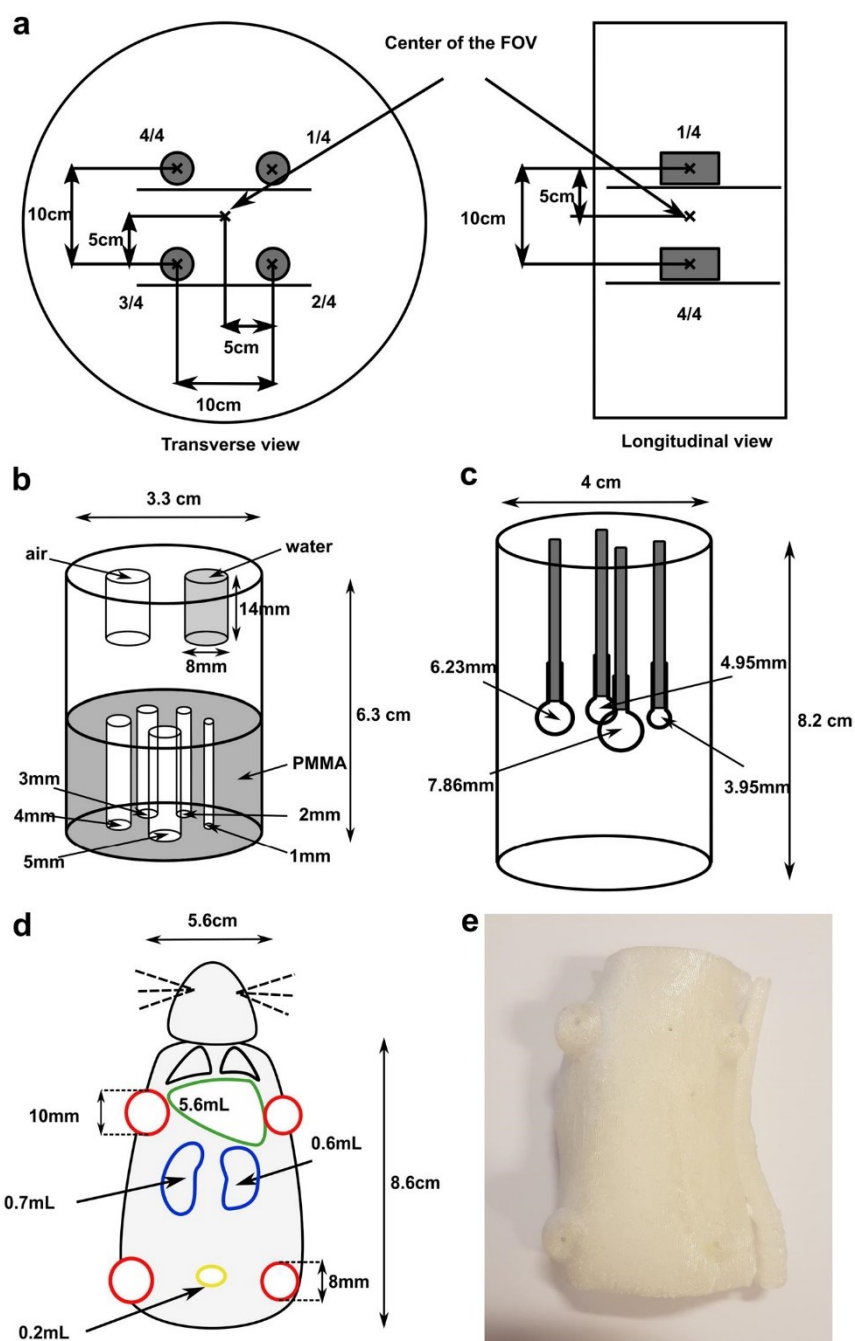 a
Center of the FOV
4/4
1/4
1/4
10cm
5cm
10cm
5cm
3/4
2/4
4/4
5cm
10cm
Transverse view
Longitudinal view
b
c
3.3 cm
4 cm
air
water
14mm
8mm
6.23mm
4.95mm
6.3 cm
8.2 cm
PMMA
3mm
2mm
7.86mm
3.95mm
4mm
1mm
5mm
d
e
5.6cm
10mm
5.6mL
0.6mL
8.6cm
0.7mL
8mm
0.2mL